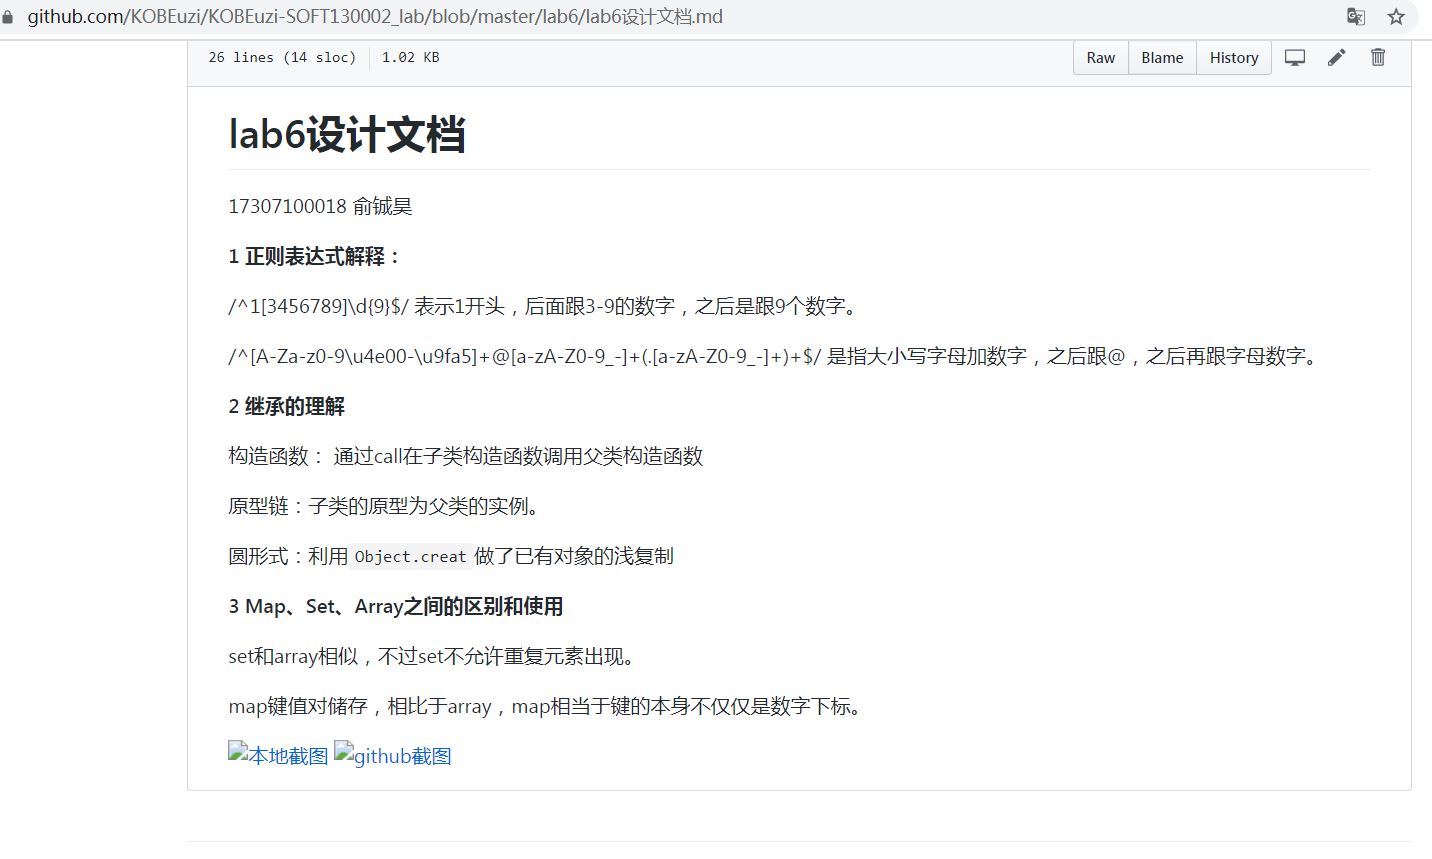 github.com/KOBEuzi/KOBEuzi-SOFT130002_lab/blob/master/lab6/lab6设计文档.md
26 lines (14 sloc) 1.02 KB Raw Blame History
lab6设计文档
17307100018 俞铖昊
1 正则表达式解释：
/^1[3456789]\d{9}$/ 表示1开头，后面跟3-9的数字，之后是跟9个数字。
/^[A-Za-z0-9\u4e00-\u9fa5]+@[a-zA-Z0-9_-]+(.[a-zA-Z0-9_-]+)+$/ 是指大小写字母加数字，之后跟@，之后再跟字母数字。
2 继承的理解
构造函数： 通过call在子类构造函数调用父类构造函数
原型链：子类的原型为父类的实例。
圆形式：利用Object.creat做了已有对象的浅复制
3 Map、Set、Array之间的区别和使用
set和array相似，不过set不允许重复元素出现。
map键值对储存，相比于array，map相当于键的本身不仅仅是数字下标。
本地截图 github截图